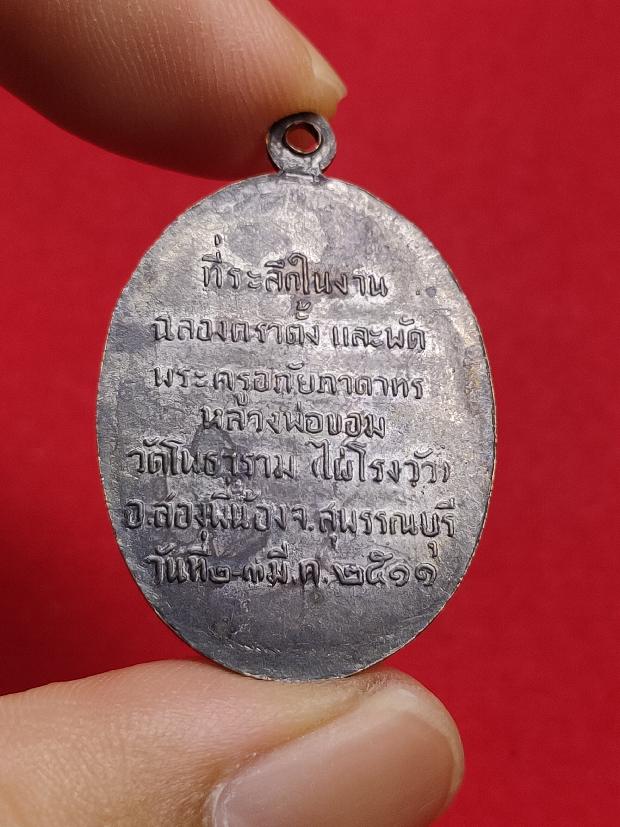 ที่ระลึกในงาน
ฉลองตราตั้ง และพัด
พระครูอภัยภาดาทร
หลวงพ่อขอม
วัดโพธาราม (ไผ่โรงวัว)
อ.สองพี่น้อง จ.สุพรรณบุรี
วันที่ ๒-๓ มี.ค. ๒๕๑๑